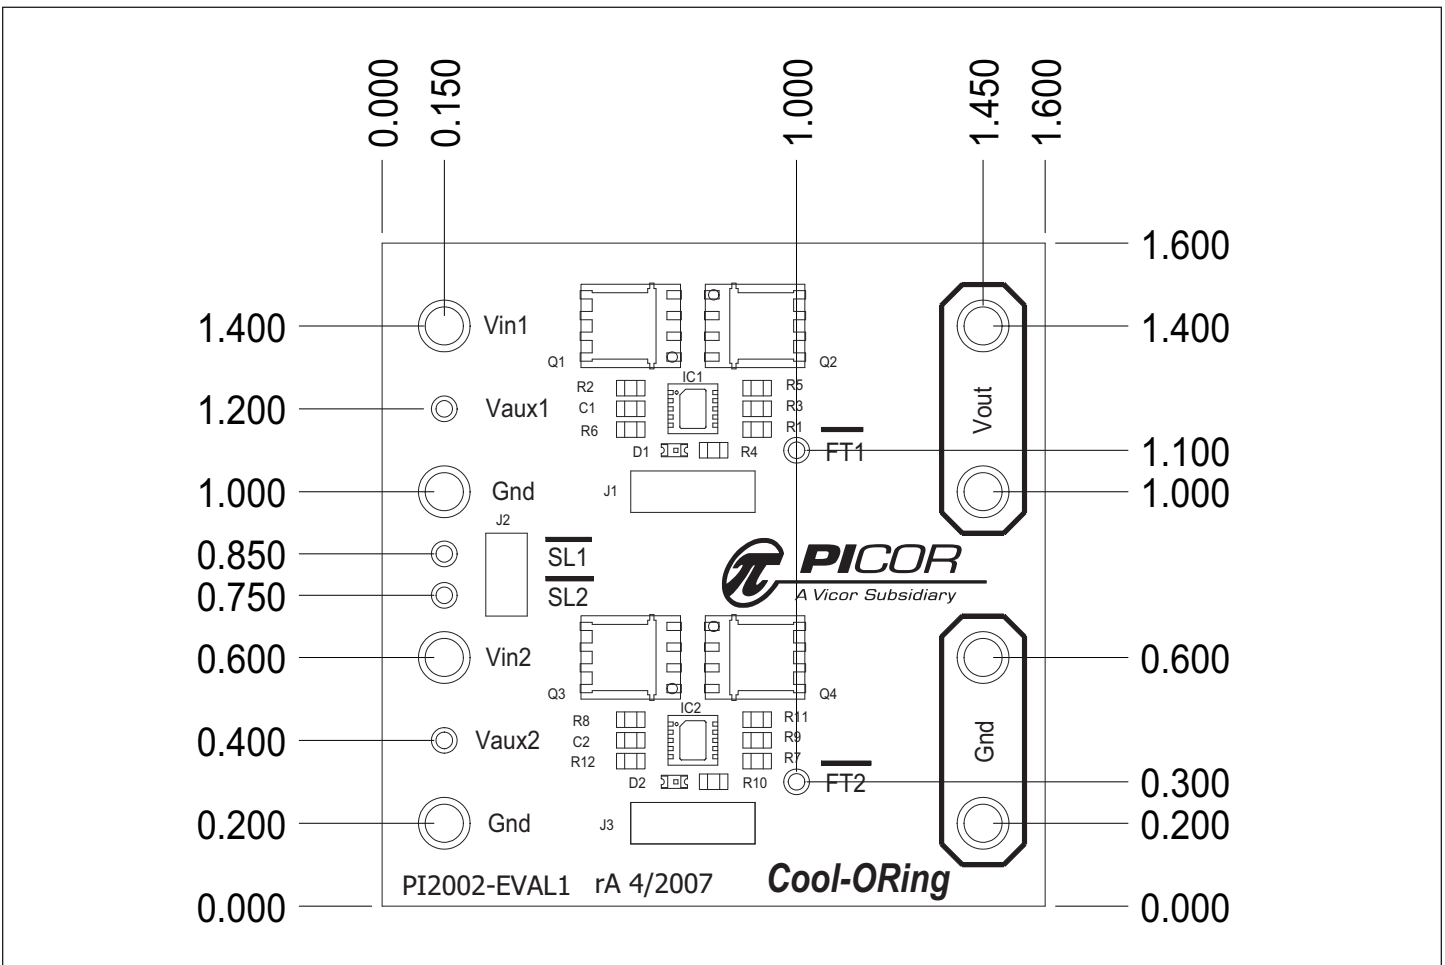 0.000
0.150
1.000
1.450
1.600
1.600
1.400
Vin1
1.400
Q1
Q2
IC1
R2
R5
1.200
Vaux1
C1
R3
Vout
R6
R1
D1
R4
FT1
1.100
1.000
Gnd
J1
1.000
J2
0.850
SL1
PICOR
0.750
SL2
A Vicor Subsidiary
0.600
Vin2
0.600
Q3
Q4
IC2
R8
R11
0.400
Vaux2
C2
R9
Gnd
R12
R7
D2
R10
FT2
0.300
0.200
Gnd
J3
0.200
PI2002-EVAL1 rA 4/2007
Cool-ORing
0.000
0.000